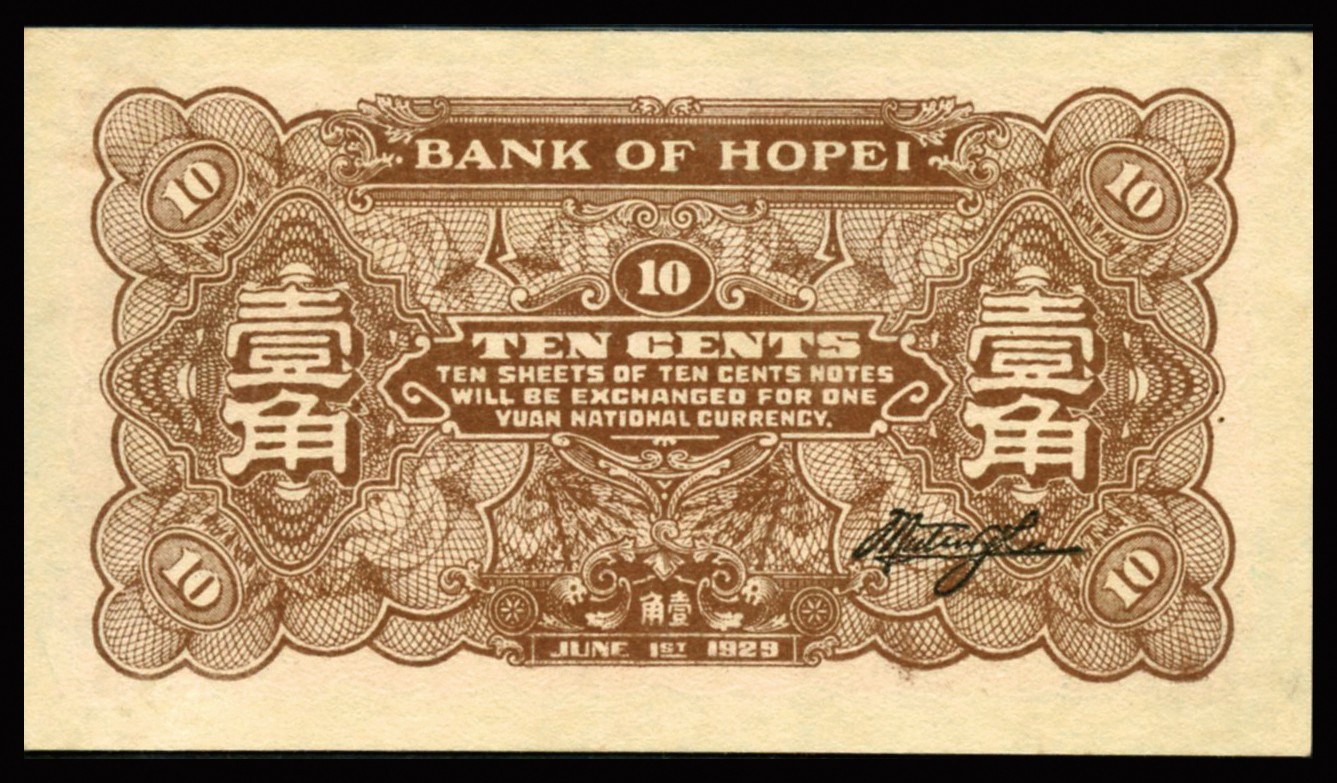 BANK OF HOPEI
10
10
10
壹角
壹角
TEN CENTS
TEN SHEETS OF TEN CENTS NOTES
WILL BE EXCHANGED FOR ONE
YUAN NATIONAL CURRENCY.
10
10
角壹
JUNE 1ST 1929